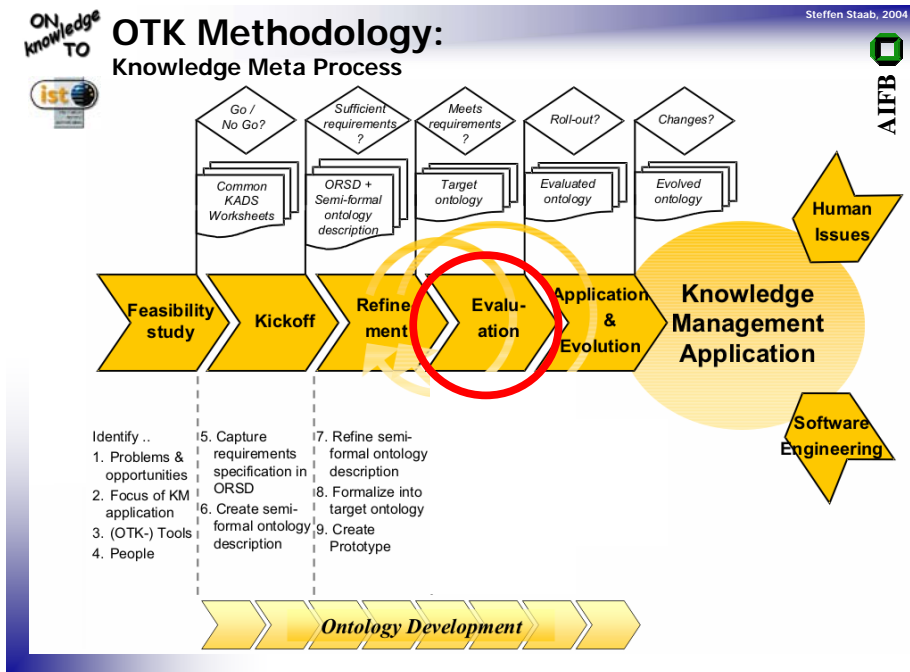 Steffen Staab, 2004
ON
knowledge
TO
OTK Methodology:
Knowledge Meta Process
ist
AIFB
Go /
No Go?
Sufficient
requirements
?
Meets
requirements
?
Roll-out?
Changes?
Common
KADS
Worksheets
ORSD +
Semi-formal
ontology
description
Target
ontology
Evaluated
ontology
Evolved
ontology
Human
Issues
Feasibility
study
Kickoff
Refine-
ment
Evalu-
ation
Application
&
Evolution
Knowledge
Management
Application
Software
Engineering
Identify ..
1. Problems &
opportunities
2. Focus of KM
application
3. (OTK-) Tools
4. People
5. Capture
requirements
specification in
ORSD
6. Create semi-
formal ontology
description
7. Refine semi-
formal ontology
description
8. Formalize into
target ontology
9. Create
Prototype
Ontology Development